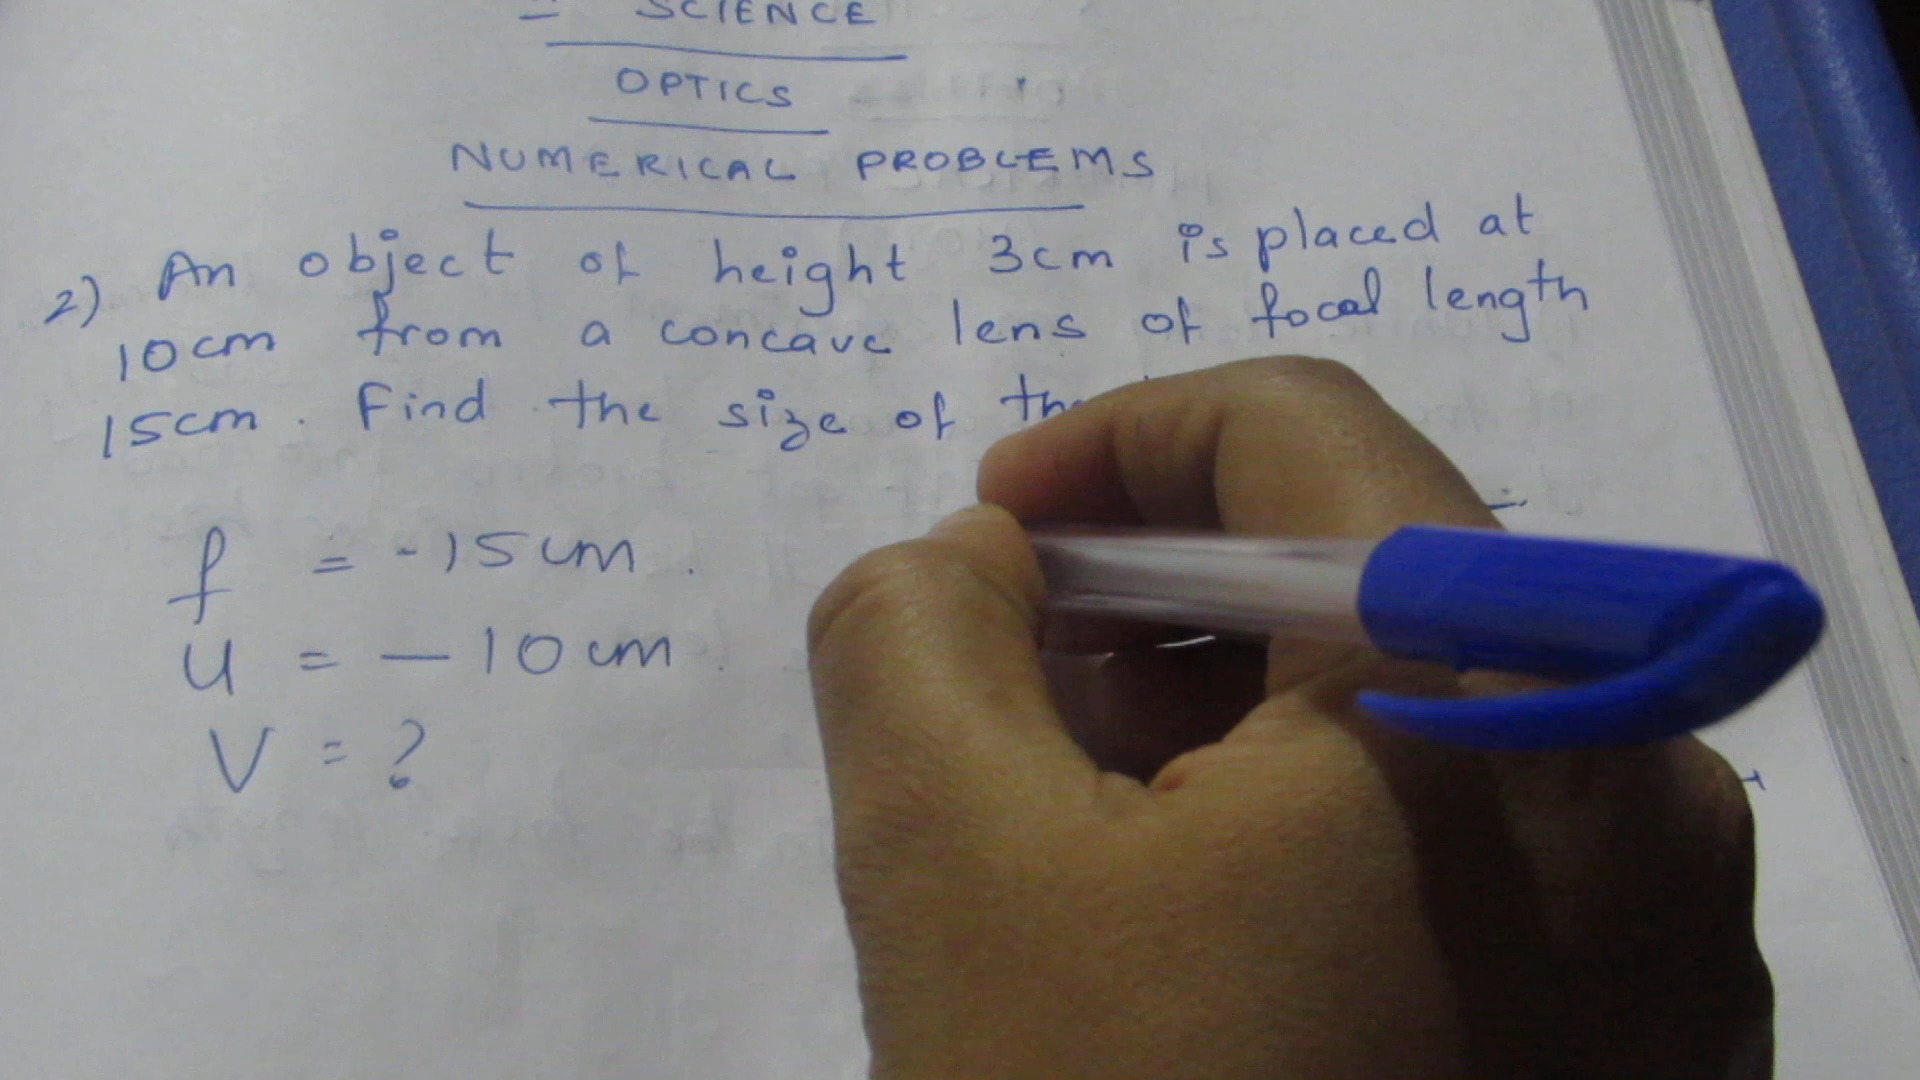 SCIENCE
OPTICS
NUMERICAL PROBLEMS
2) An object of height 3cm is placed at
10cm from a concave lens of focal length
15cm. Find the size of
f = -15cm.
u = - 10cm.
V = ?